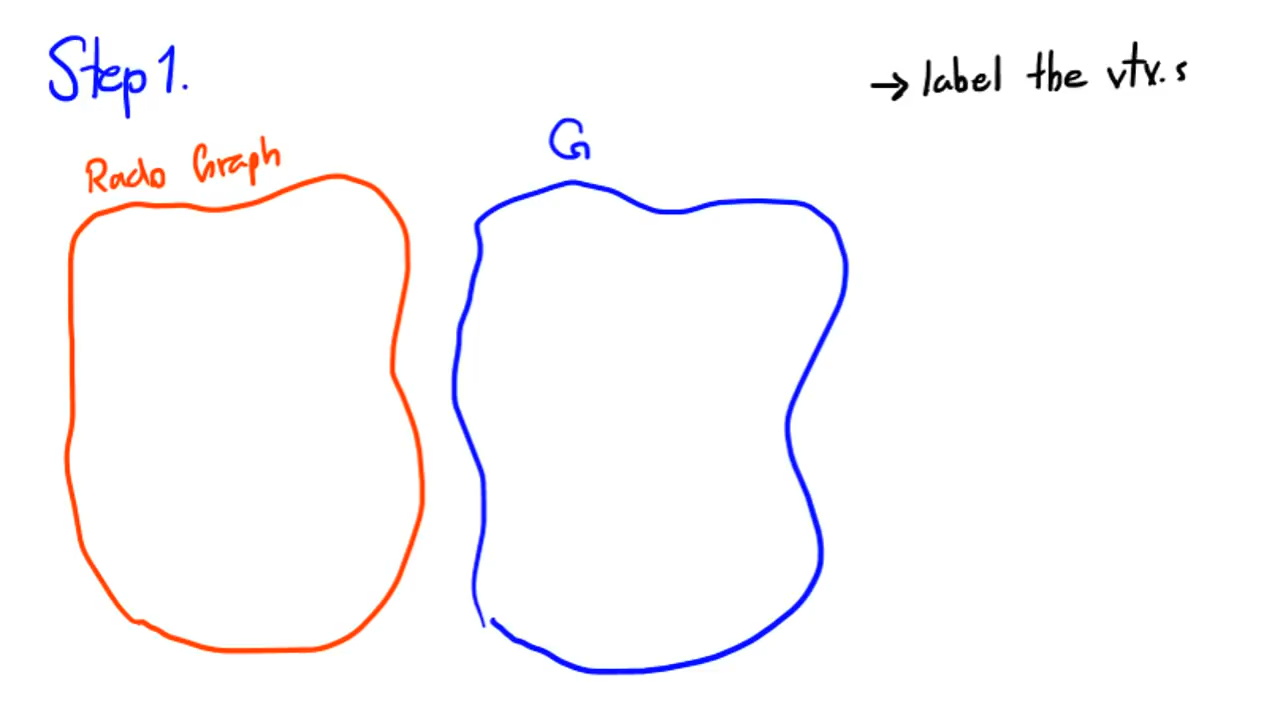 Step 1.
→ label the vtx.s
Rado Graph
G